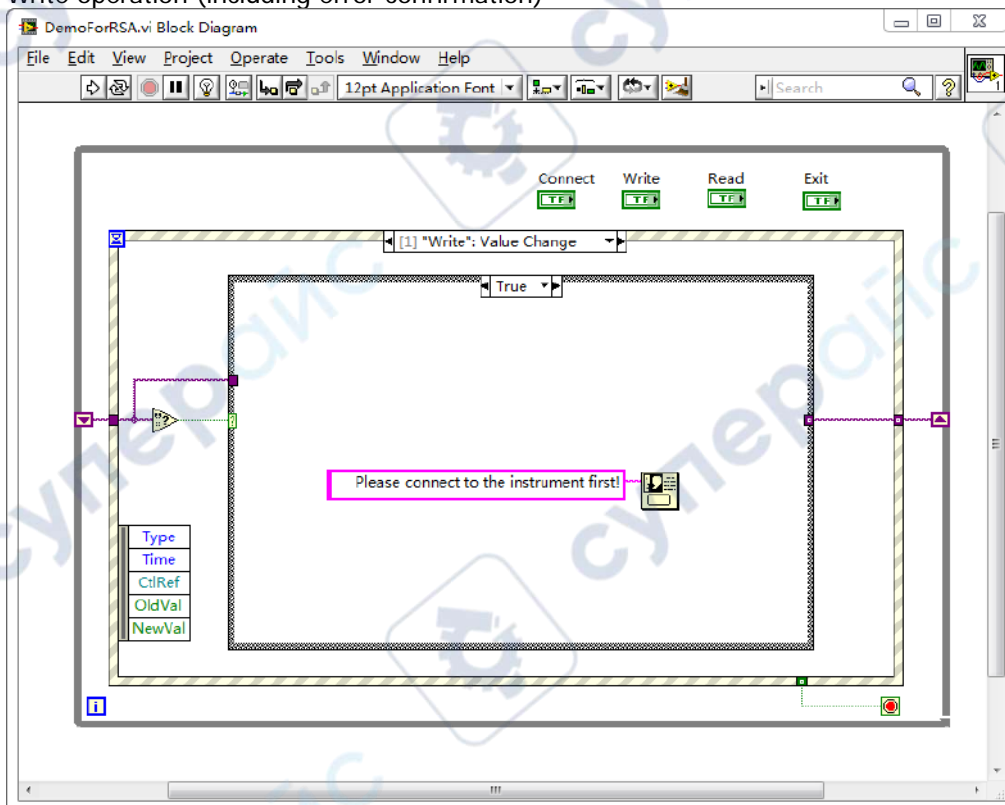 Write operation (including error confirmation)
DemoForRSA.vi Block Diagram
File Edit View Project Operate Tools Window Help
12pt Application Font
Search
1
Connect Write Read Exit
TF TF TF TF
[1] "Write": Value Change
True
?
Please connect to the instrument first!
Type
Time
CtlRef
OldVal
NewVal
i
суперайс